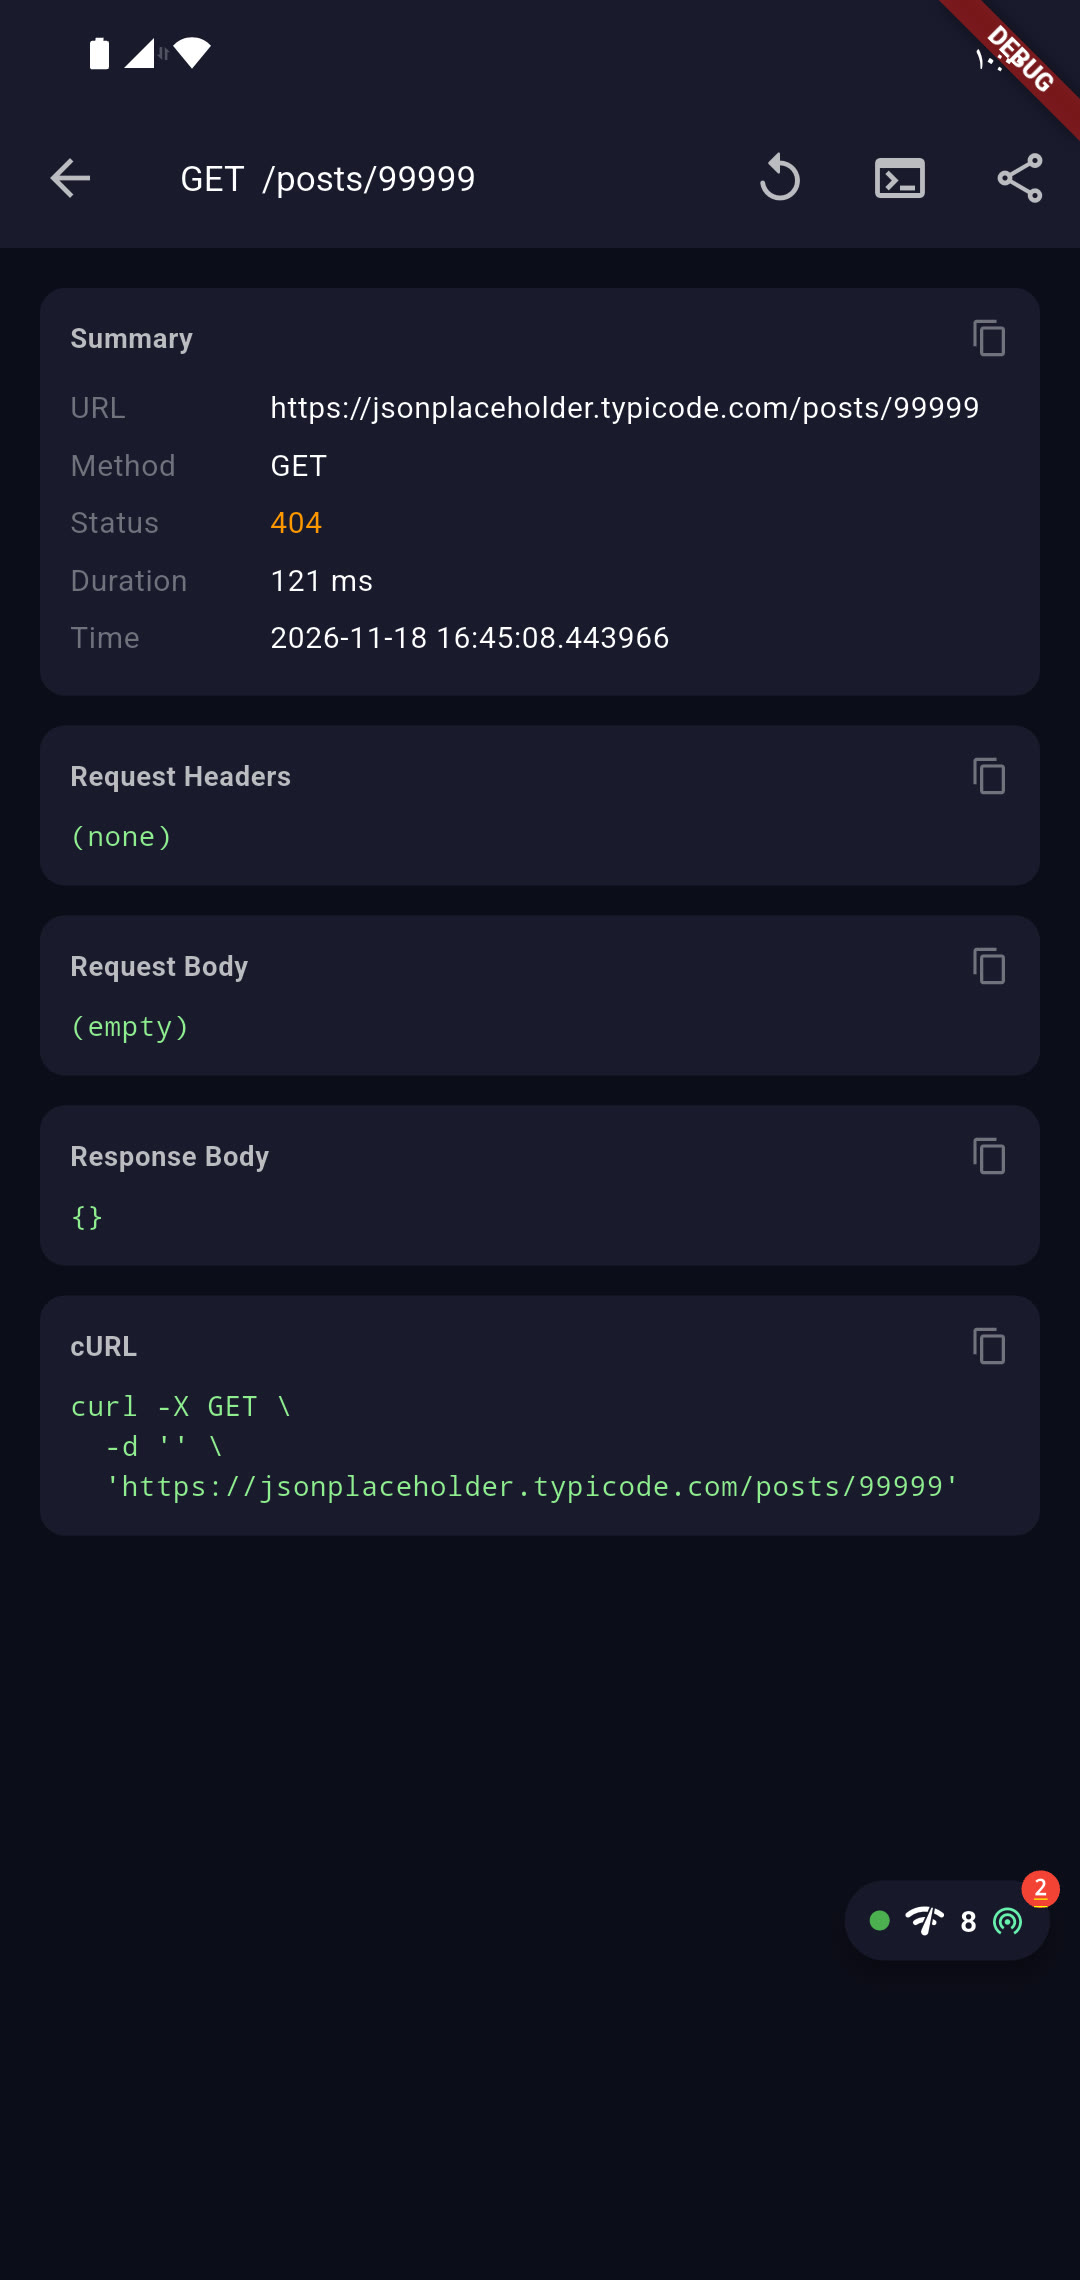 DEBUG
GET /posts/99999
Summary
URL https://jsonplaceholder.typicode.com/posts/99999
Method GET
Status 404
Duration 121 ms
Time 2026-11-18 16:45:08.443966
Request Headers
(none)
Request Body
(empty)
Response Body
{}
cURL
curl -X GET \
-d '' \
'https://jsonplaceholder.typicode.com/posts/99999'
2
8